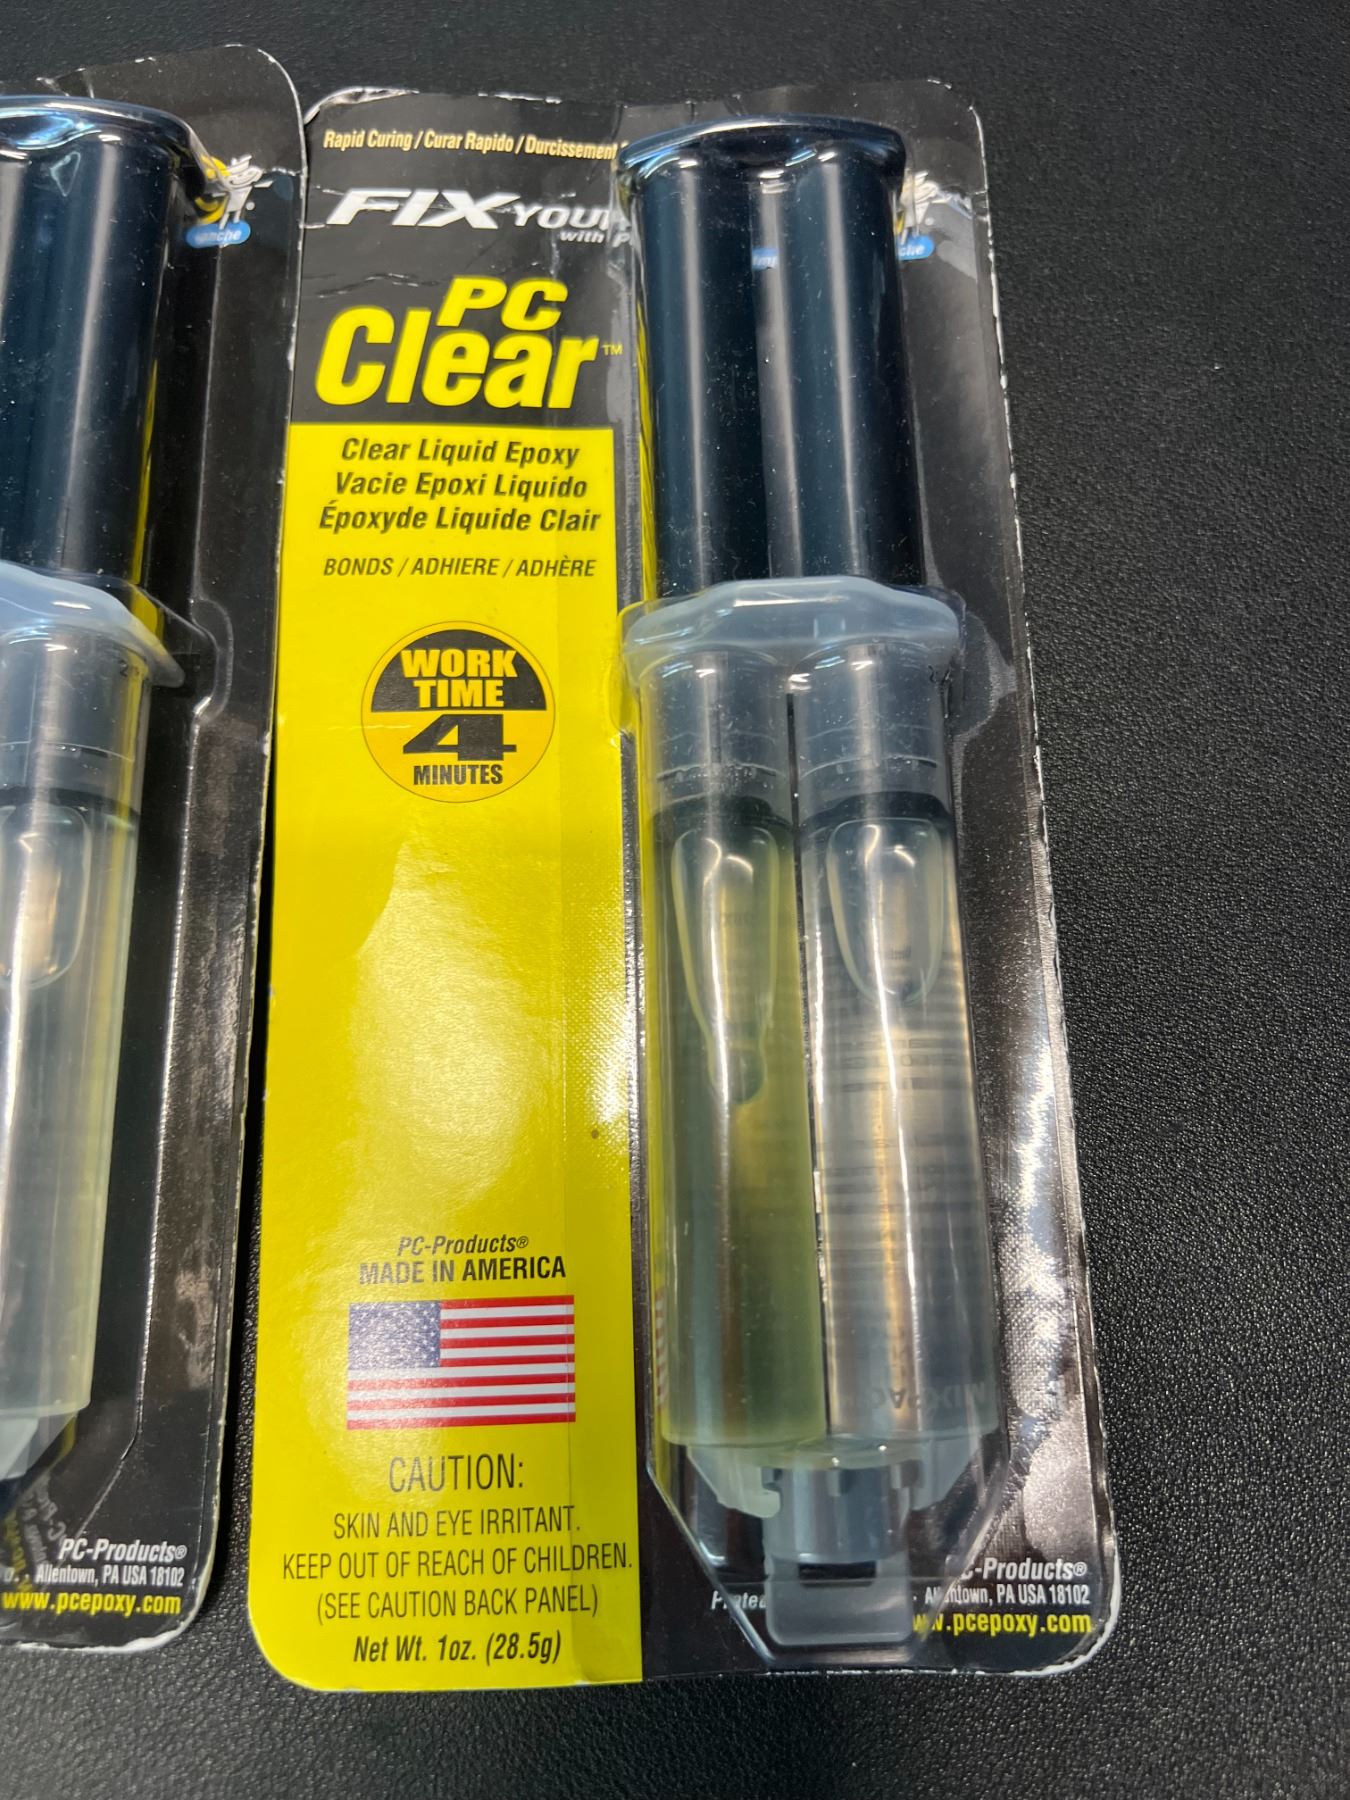 Rapid Curing / Curar Rapido / Durcissement
FIX YOUR
with
PC
Clear™
Clear Liquid Epoxy
Vacie Epoxi Liquido
Époxyde Liquide Clair
BONDS / ADHIERE / ADHÈRE
WORK
TIME
4
MINUTES
PC-Products®
MADE IN AMERICA
CAUTION:
SKIN AND EYE IRRITANT.
KEEP OUT OF REACH OF CHILDREN.
(SEE CAUTION BACK PANEL)
Net Wt. 1oz. (28.5g)
PC-Products®
Allentown, PA USA 18102
www.pcepoxy.com
PC-Products®
Allentown, PA USA 18102
www.pcepoxy.com